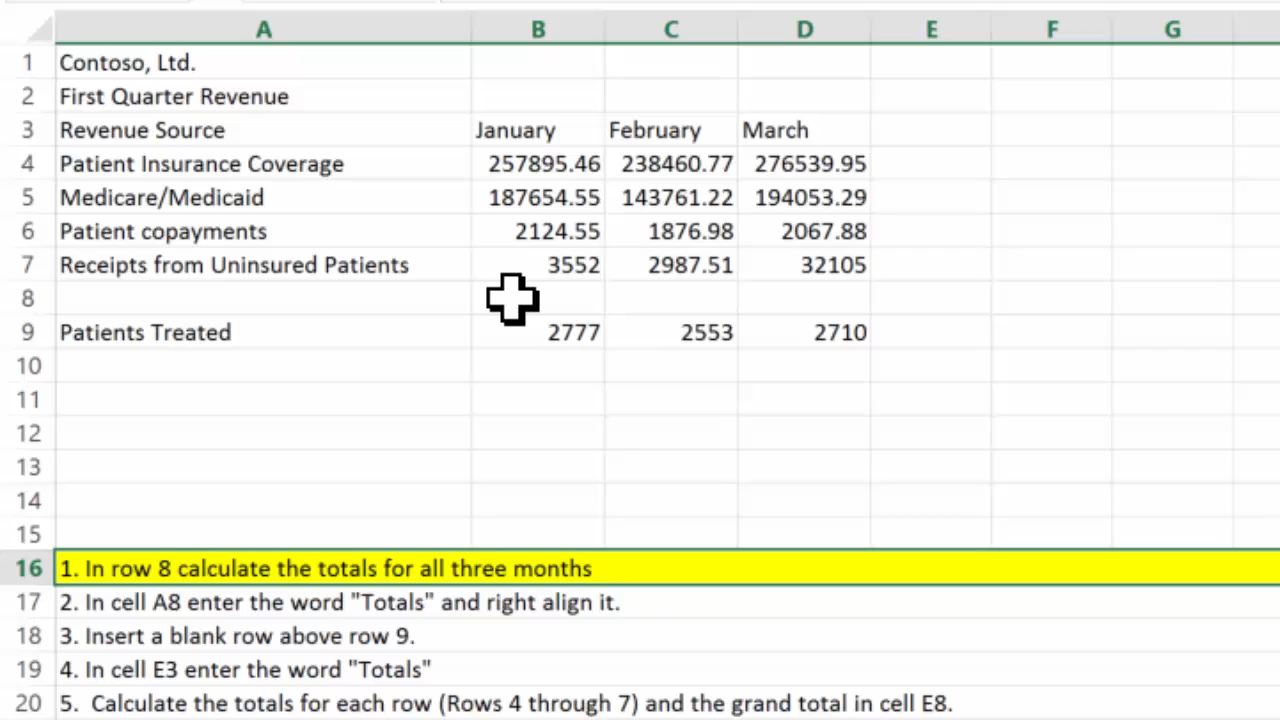 A B C D E F G
1 Contoso, Ltd.
2 First Quarter Revenue
3 Revenue Source January February March
4 Patient Insurance Coverage 257895.46 238460.77 276539.95
5 Medicare/Medicaid 187654.55 143761.22 194053.29
6 Patient copayments 2124.55 1876.98 2067.88
7 Receipts from Uninsured Patients 3552 2987.51 32105
8
9 Patients Treated 2777 2553 2710
10
11
12
13
14
15
16 1. In row 8 calculate the totals for all three months
17 2. In cell A8 enter the word "Totals" and right align it.
18 3. Insert a blank row above row 9.
19 4. In cell E3 enter the word "Totals"
20 5.  Calculate the totals for each row (Rows 4 through 7) and the grand total in cell E8.